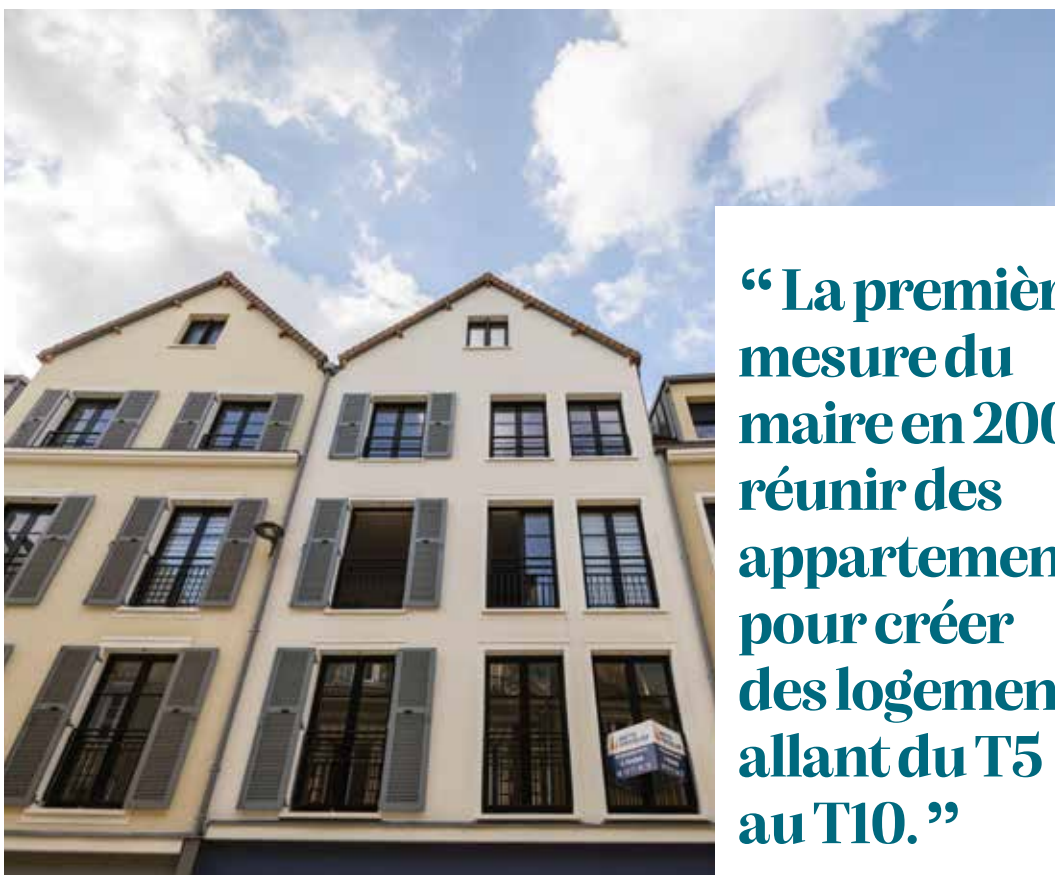 “ La premièr
mesure du
maire en 200
réunir des
appartemen
pour créer
des logemen
allant du T5
au T10. ”